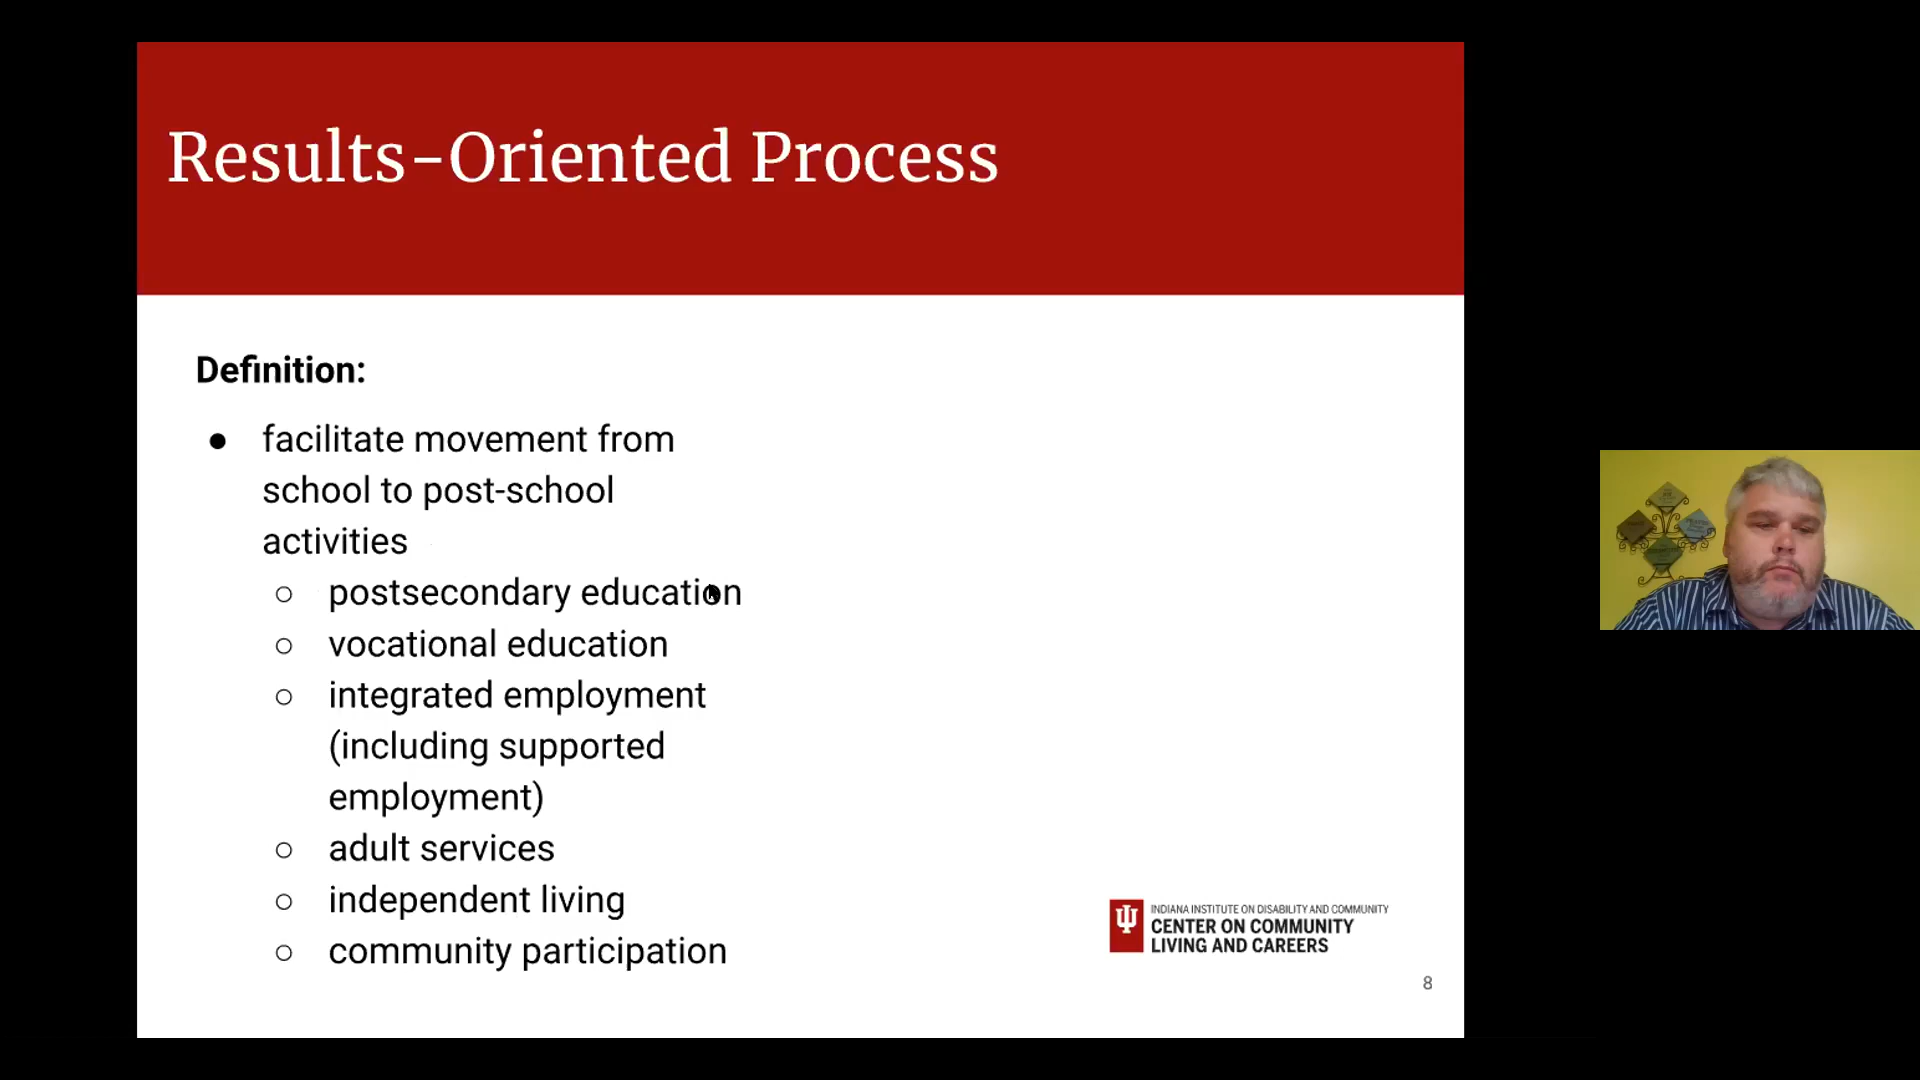 Results-Oriented Process
Definition:
● facilitate movement from
school to post-school
activities
○ postsecondary education
○ vocational education
○ integrated employment
(including supported
employment)
○ adult services
○ independent living
○ community participation
INDIANA INSTITUTE ON DISABILITY AND COMMUNITY
CENTER ON COMMUNITY
LIVING AND CAREERS
8